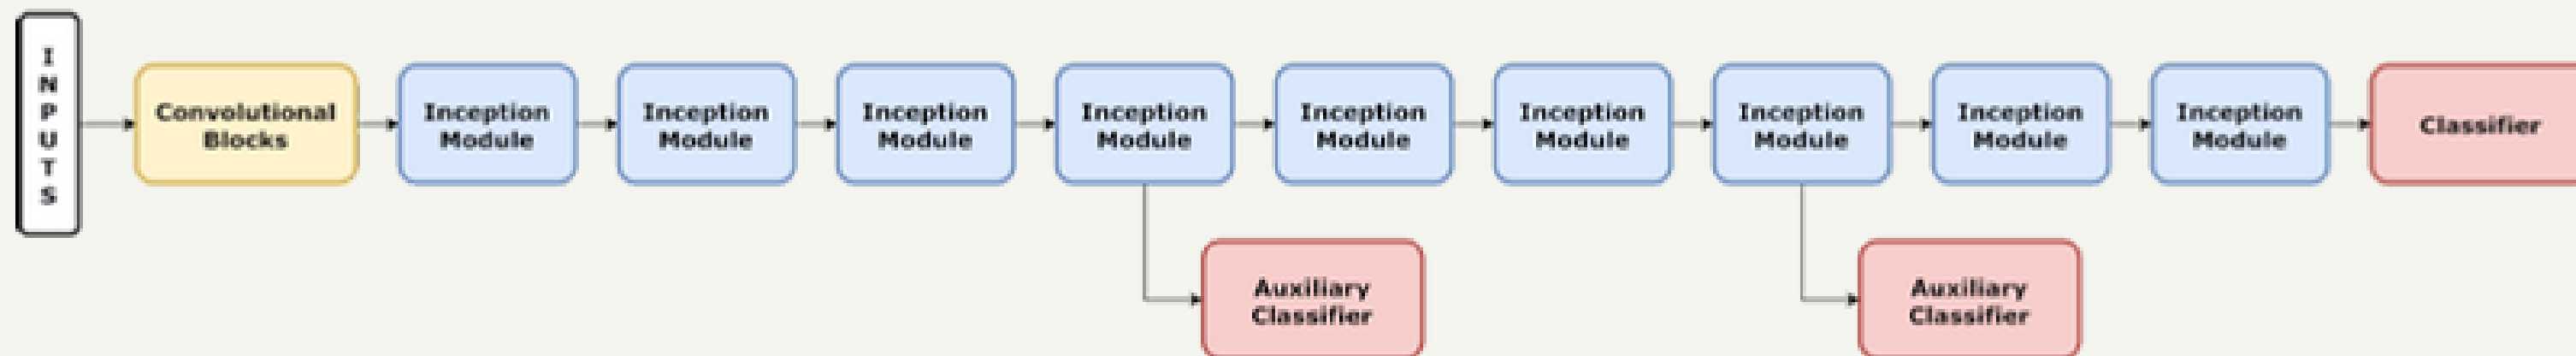 I
N
P
U
T
S
Convolutional
Blocks
Inception
Module
Inception
Module
Inception
Module
Inception
Module
Inception
Module
Inception
Module
Inception
Module
Inception
Module
Inception
Module
Classifier
Auxiliary
Classifier
Auxiliary
Classifier